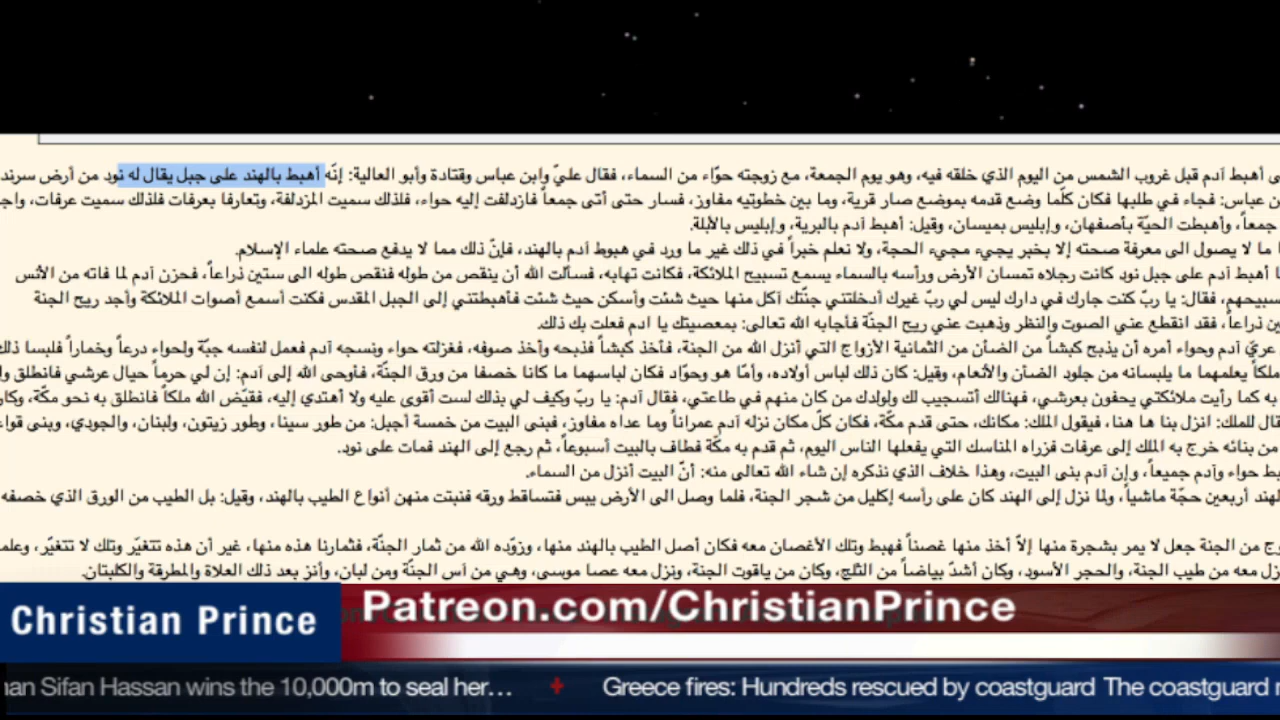 ى أهبط آدم قبل غروب الشمس من اليوم الذي خلقه فيه، وهو يوم الجمعة، مع زوجته حوّاء من السماء، فقال عليّ وابن عباس وقتادة وأبو العالية: إنّه أهبط بالهند على جبل يقال له نود من أرض سرند
ن عباس: فجاء في طلبها فكان كلّما وضع قدمه بموضع صار قرية، وما بين خطوتيه مفاوز، فسار حتى أتى جمعاً فازدلفت إليه حواء، فلذلك سميت المزدلفة، وتعارفا بعرفات فلذلك سميت عرفات، واج
جمعاً، وأهبطت الحيّة بأصفهان، وإبليس بميسان، وقيل: أهبط آدم بالبرية، وإبليس بالأبلة.
ا ما لا يصول الى معرفة صحته إلا بخبر يجيء مجيء الحجة، ولا نعلم خبراً في ذلك غير ما ورد في هبوط آدم بالهند، فإنّ ذلك مما لا يدفع صحته علماء الإسلام.
ا أهبط آدم على جبل نود كانت رجلاه تمسان الأرض ورأسه بالسماء يسمع تسبيح الملائكة، فكانت تهابه، فسألت الله أن ينقص من طوله فنقص طوله الى ستين ذراعاً، فحزن آدم لما فاته من الأنس
سبيحهم، فقال: يا ربّ كنت جارك في دارك ليس لي ربّ غيرك أدخلتني جنّتك آكل منها حيث شئت وأسكن حيث شئت فأهبطتني إلى الجبل المقدس فكنت أسمع أصوات الملائكة وأجد ريح الجنة
ين ذراعاً، فقد انقطع عني الصوت والنظر وذهبت عني ريح الجنّة فأجابه الله تعالى: بمعصيتك يا آدم فعلت بك ذلك.
عريَ آدم وحواء أمره أن يذبح كبشاً من الضأن من الثمانية الأزواج التي أنزل الله من الجنة، فأخذ كبشاً فذبحه وأخذ صوفه، فغزلته حواء ونسجه آدم فعمل لنفسه جبّة ولحواء درعاً وخماراً فلبسا ذلك
ملكاً يعلمهما ما يلبسانه من جلود الضأن والأنعام، وقيل: كان ذلك لباس أولاده، وأمّا هو وحوّاد فكان لباسهما ما كانا خصفا من ورق الجنّة، فأوحى الله إلى آدم: إن لي حرماً حيال عرشي فانطلق وا
به كما رأيت ملائكتي يحفون بعرشي، فهنالك أتسجيب لك ولولدك من كان منهم في طاعتي، فقال آدم: يا ربّ وكيف لي بذلك لست أقوى عليه ولا أهتدي إليه، فقيّض الله ملكاً فانطلق به نحو مكّة، وكان
قال للملك: انزل بنا ها هنا، فيقول الملك: مكانك، حتى قدم مكّة، فكان كلّ مكان نزله آدم عمراناً وما عداه مفاوز، فبنى البيت من خمسة أجبل: من طور سينا، وطور زيتون، ولبنان، والجودي، وبنى قواع
من بنائه خرج به الملك إلى عرفات فزراه المناسك التي يفعلها الناس اليوم، ثم قدم به مكّة فطاف بالبيت أسبوعاً، ثم رجع إلى الهند فمات على نود.
بط حواء وآدم جميعاً، وإن آدم بنى البيت، وهذا خلاف الذي نذكره إن شاء الله تعالى منه: أنّ البيت أنزل من السماء.
لهند أربعين حجّة ماشياً، ولما نزل إلى الهند كان على رأسه إكليل من شجر الجنة، فلما وصل الى الأرض يبس فتساقط ورقه فنبتت منهن أنواع الطيب بالهند، وقيل: بل الطيب من الورق الذي خصفه
وج من الجنة جعل لا يمر بشجرة منها إلاّ أخذ منها غصناً فهبط وتلك الأغصان معه فكان أصل الطيب بالهند منها، وزوّده الله من ثمار الجنّة، فثمارنا هذه منها، غير أن هذه تتغيّر وتلك لا تتغيّر، وعلمه
زل معه من طيب الجنة، والحجر الأسود، وكان أشدّ بياضاً من الثلج، وكان من ياقوت الجنة، ونزل معه عصا موسى، وهي من آس الجنّة ومن لبان، وأنز بعد ذلك العلاة والمطرقة والكلبتان.
Christian Prince
Patreon.com/ChristianPrince
an Sifan Hassan wins the 10,000m to seal her… Greece fires: Hundreds rescued by coastguard The coastguard